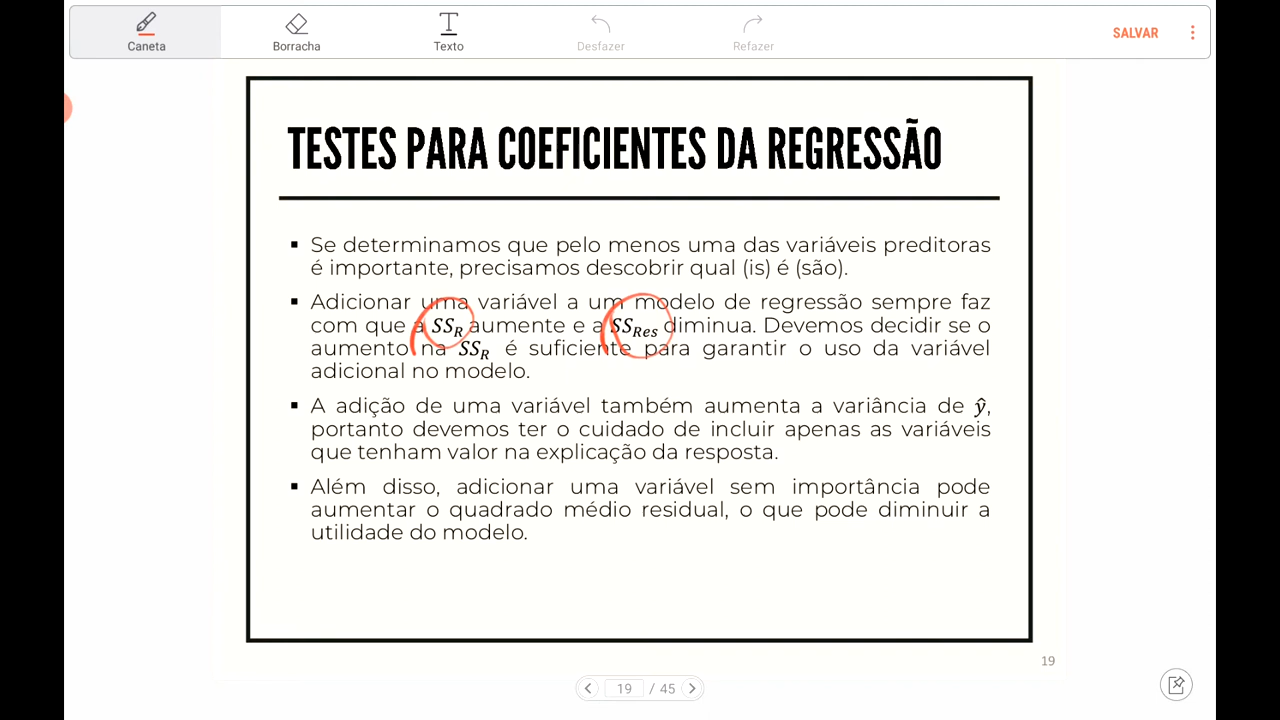 Caneta
Borracha
Texto
Desfazer
Refazer
SALVAR
TESTES PARA COEFICIENTES DA REGRESSÃO
▪ Se determinamos que pelo menos uma das variáveis preditoras
é importante, precisamos descobrir qual (is) é (são).
▪ Adicionar uma variável a um modelo de regressão sempre faz
com que a SS_R aumente e a SS_Res diminua. Devemos decidir se o
aumento na SS_R é suficiente para garantir o uso da variável
adicional no modelo.
▪ A adição de uma variável também aumenta a variância de ŷ,
portanto devemos ter o cuidado de incluir apenas as variáveis
que tenham valor na explicação da resposta.
▪ Além disso, adicionar uma variável sem importância pode
aumentar o quadrado médio residual, o que pode diminuir a
utilidade do modelo.
19
19 / 45